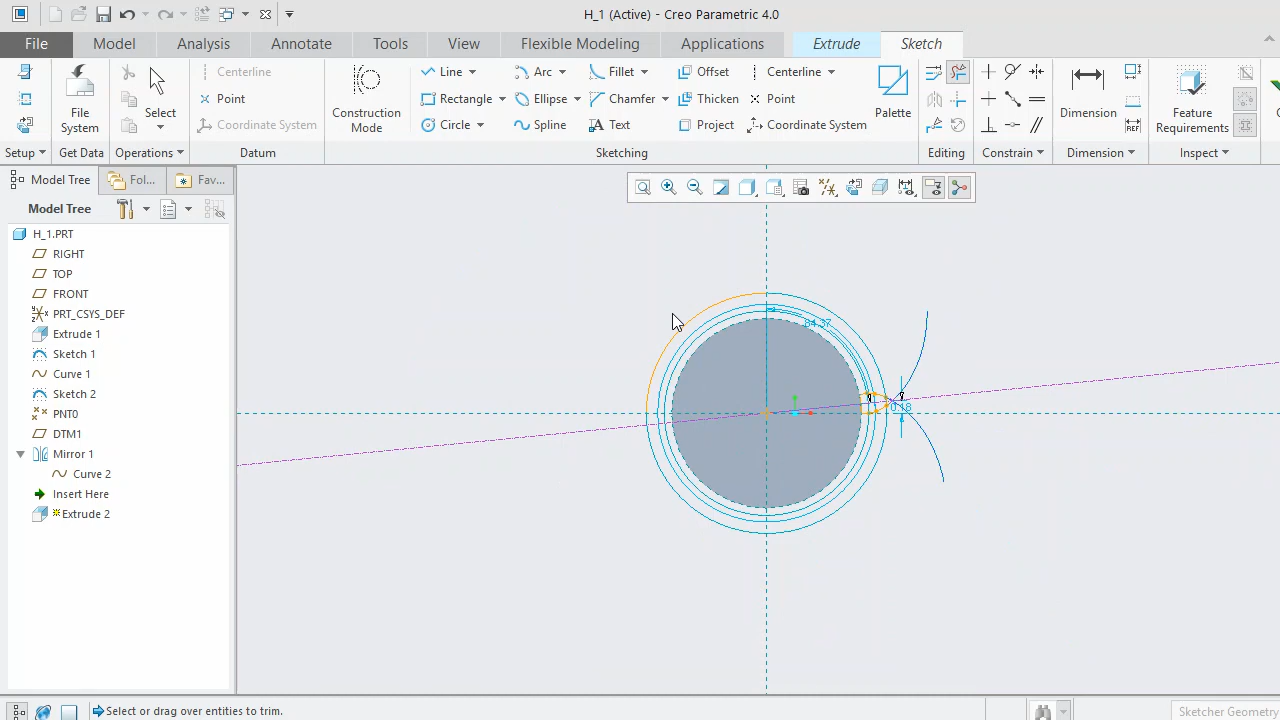 H_1 (Active) - Creo Parametric 4.0
File Model Analysis Annotate Tools View Flexible Modeling Applications Extrude Sketch
Centerline
Point
Coordinate System
File System
Select
Construction Mode
Line Arc Fillet Offset Centerline
Rectangle Ellipse Chamfer Thicken Point
Circle Spline Text Project Coordinate System
Palette
Dimension
REF
Feature Requirements
Setup Get Data Operations Datum Sketching Editing Constrain Dimension Inspect
Model Tree Fol... Fav...
Model Tree
H_1.PRT
RIGHT
TOP
FRONT
PRT_CSYS_DEF
Extrude 1
Sketch 1
Curve 1
Sketch 2
PNT0
DTM1
Mirror 1
Curve 2
Insert Here
Extrude 2
84.37
0.18
Select or drag over entities to trim.
Sketcher Geometry